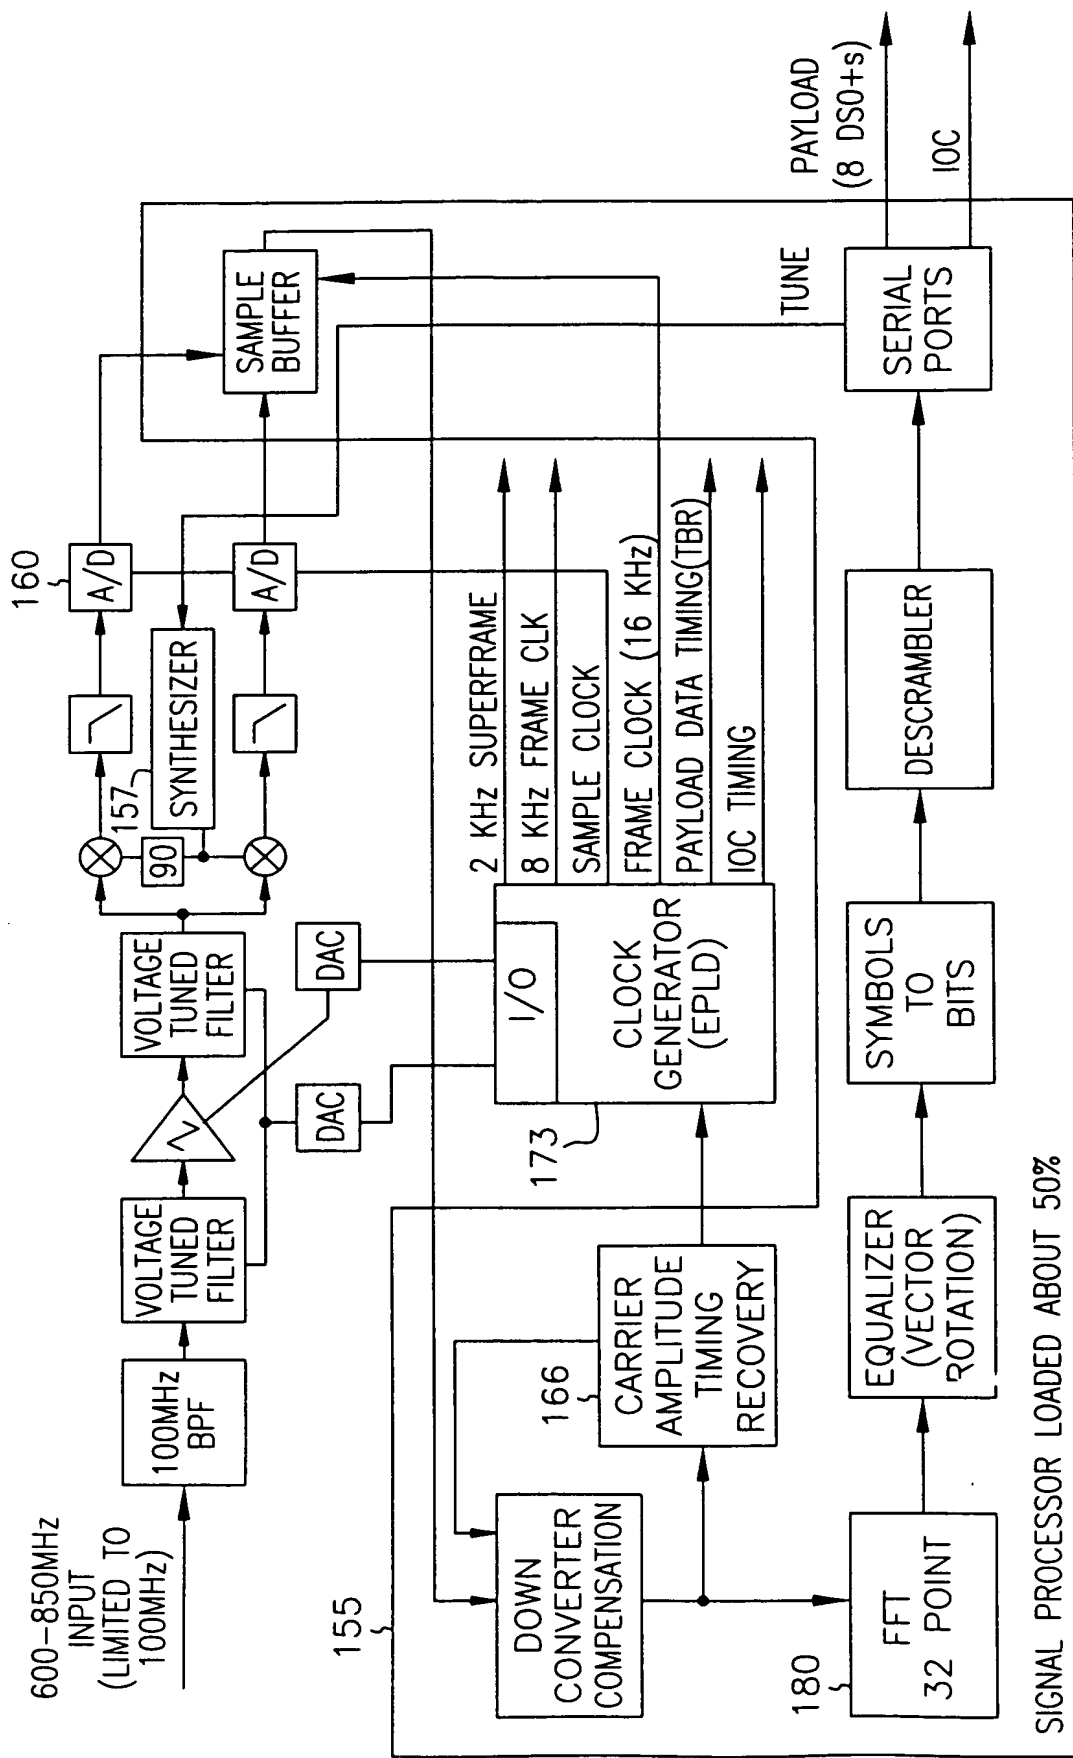 600-850MHz
INPUT
(LIMITED TO
100MHz)
100MHz
BPF
VOLTAGE
TUNED
FILTER
VOLTAGE
TUNED
FILTER
DAC
DAC
90
157
SYNTHESIZER
160
A/D
A/D
SAMPLE
BUFFER
155
DOWN
CONVERTER
COMPENSATION
166
CARRIER
AMPLITUDE
TIMING
RECOVERY
173
I/O
CLOCK
GENERATOR
(EPLD)
2 KHz SUPERFRAME
8 KHz FRAME CLK
SAMPLE CLOCK
FRAME CLOCK (16 KHz)
PAYLOAD DATA TIMING(TBR)
IOC TIMING
180
FFT
32 POINT
EQUALIZER
(VECTOR
ROTATION)
SYMBOLS
TO
BITS
DESCRAMBLER
SERIAL
PORTS
TUNE
PAYLOAD
(8 DS0+s)
IOC
SIGNAL PROCESSOR LOADED ABOUT 50%